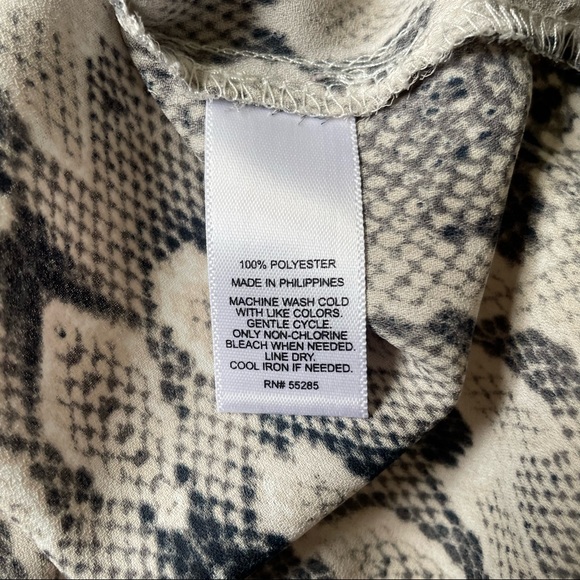 100% POLYESTER
MADE IN PHILIPPINES
MACHINE WASH COLD
WITH LIKE COLORS.
GENTLE CYCLE.
ONLY NON-CHLORINE
BLEACH WHEN NEEDED.
LINE DRY.
COOL IRON IF NEEDED.
RN# 55285